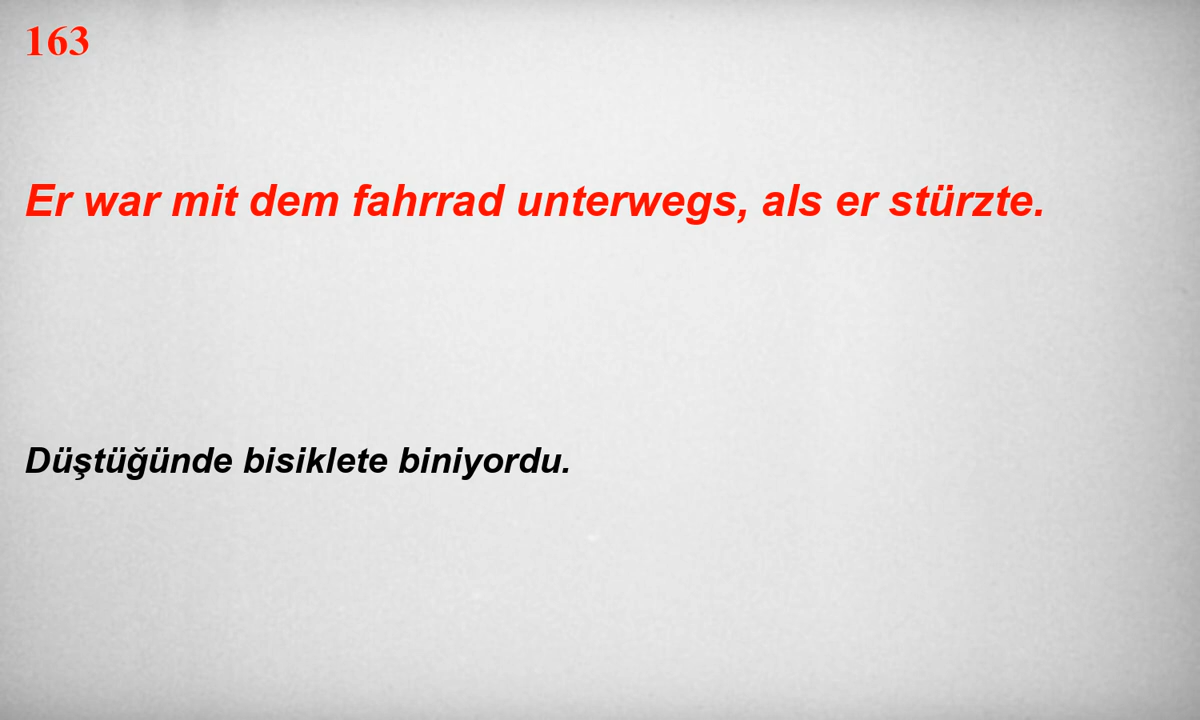 163
Er war mit dem fahrrad unterwegs, als er stürzte.
Düştüğünde bisiklete biniyordu.